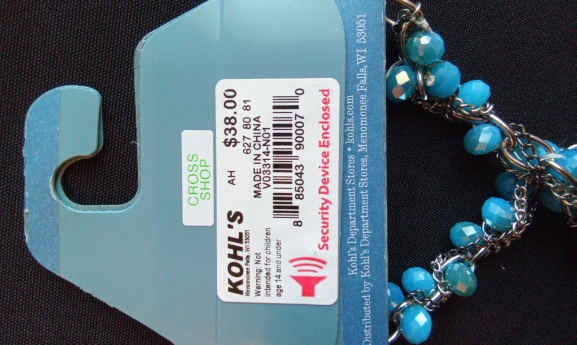 CROSS
SHOP
KOHL'S
Menomonee Falls, WI 53051
Warning: Not
intended for children
age 14 and under
AH
$38.00
627 80 81
MADE IN CHINA
V03314-N01
8 85043 90007 0
Security Device Enclosed
Kohl's Department Stores • kohls.com
Distributed by Kohl's Department Stores, Menomonee Falls, WI 53051